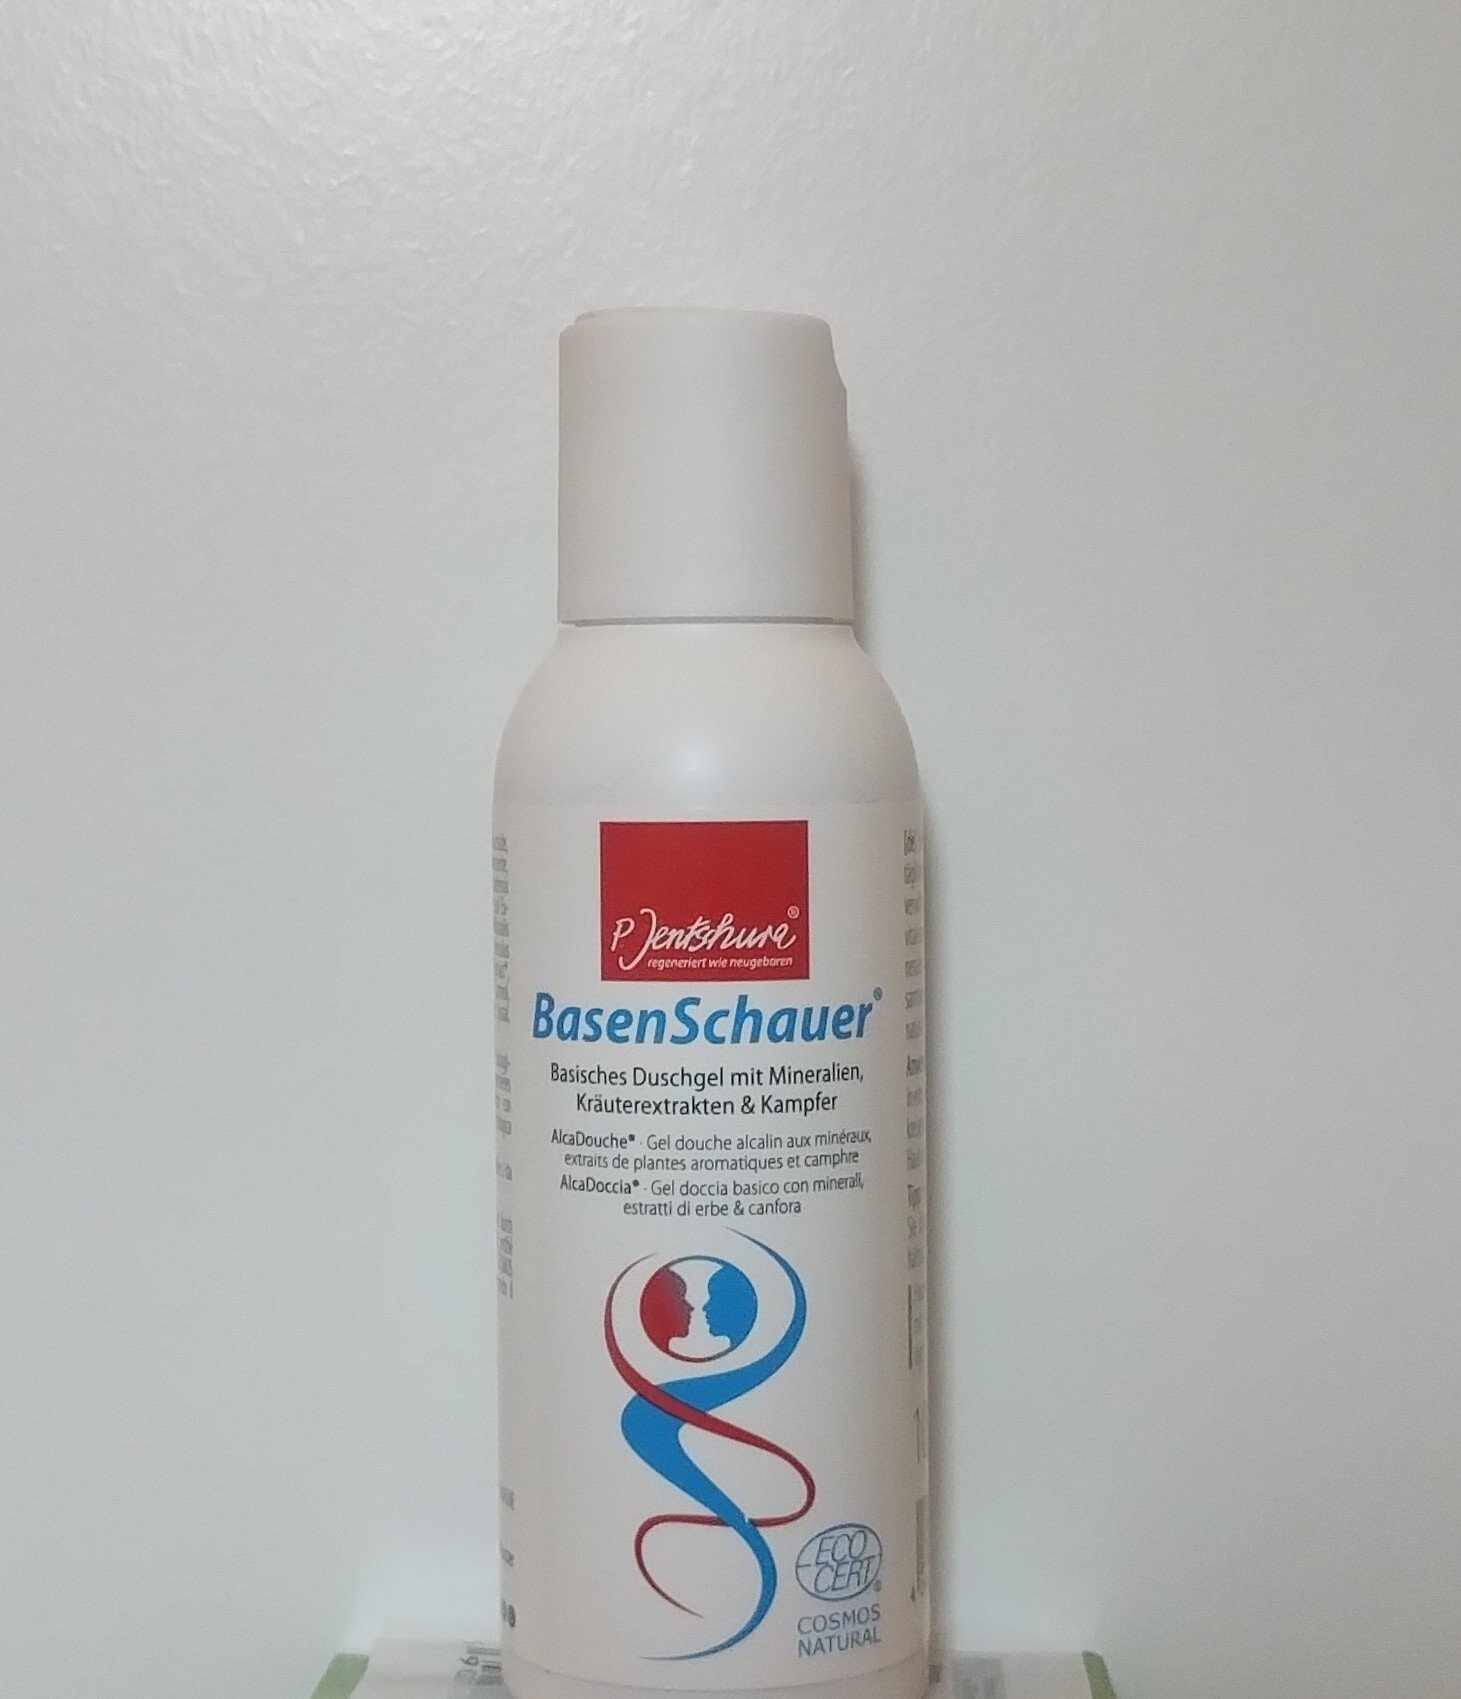 P Jentschura®
regeneriert wie neugeboren
BasenSchauer®
Basisches Duschgel mit Mineralien,
Kräuterextrakten & Kampfer
AlcaDouche® · Gel douche alcalin aux minéraux,
extraits de plantes aromatiques et camphre
AlcaDoccia® · Gel doccia basico con minerali,
estratti di erbe & canfora
ECO
CERT®
COSMOS
NATURAL